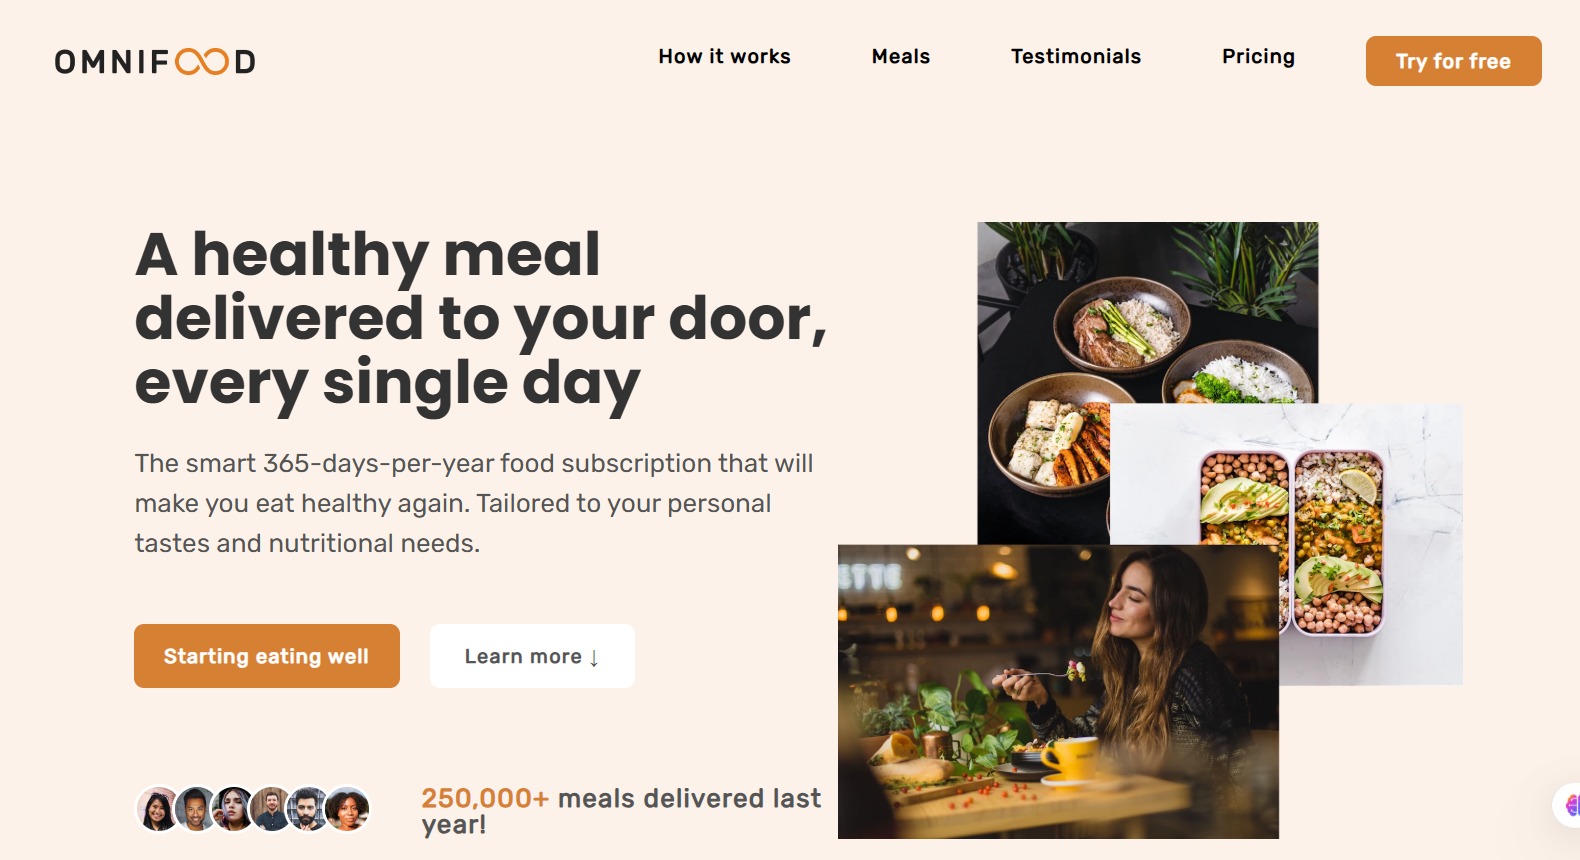 OMNIFOOD
How it works
Meals
Testimonials
Pricing
Try for free
A healthy meal
delivered to your door,
every single day
The smart 365-days-per-year food subscription that will
make you eat healthy again. Tailored to your personal
tastes and nutritional needs.
Starting eating well
Learn more ↓
250,000+ meals delivered last
year!
ETTE